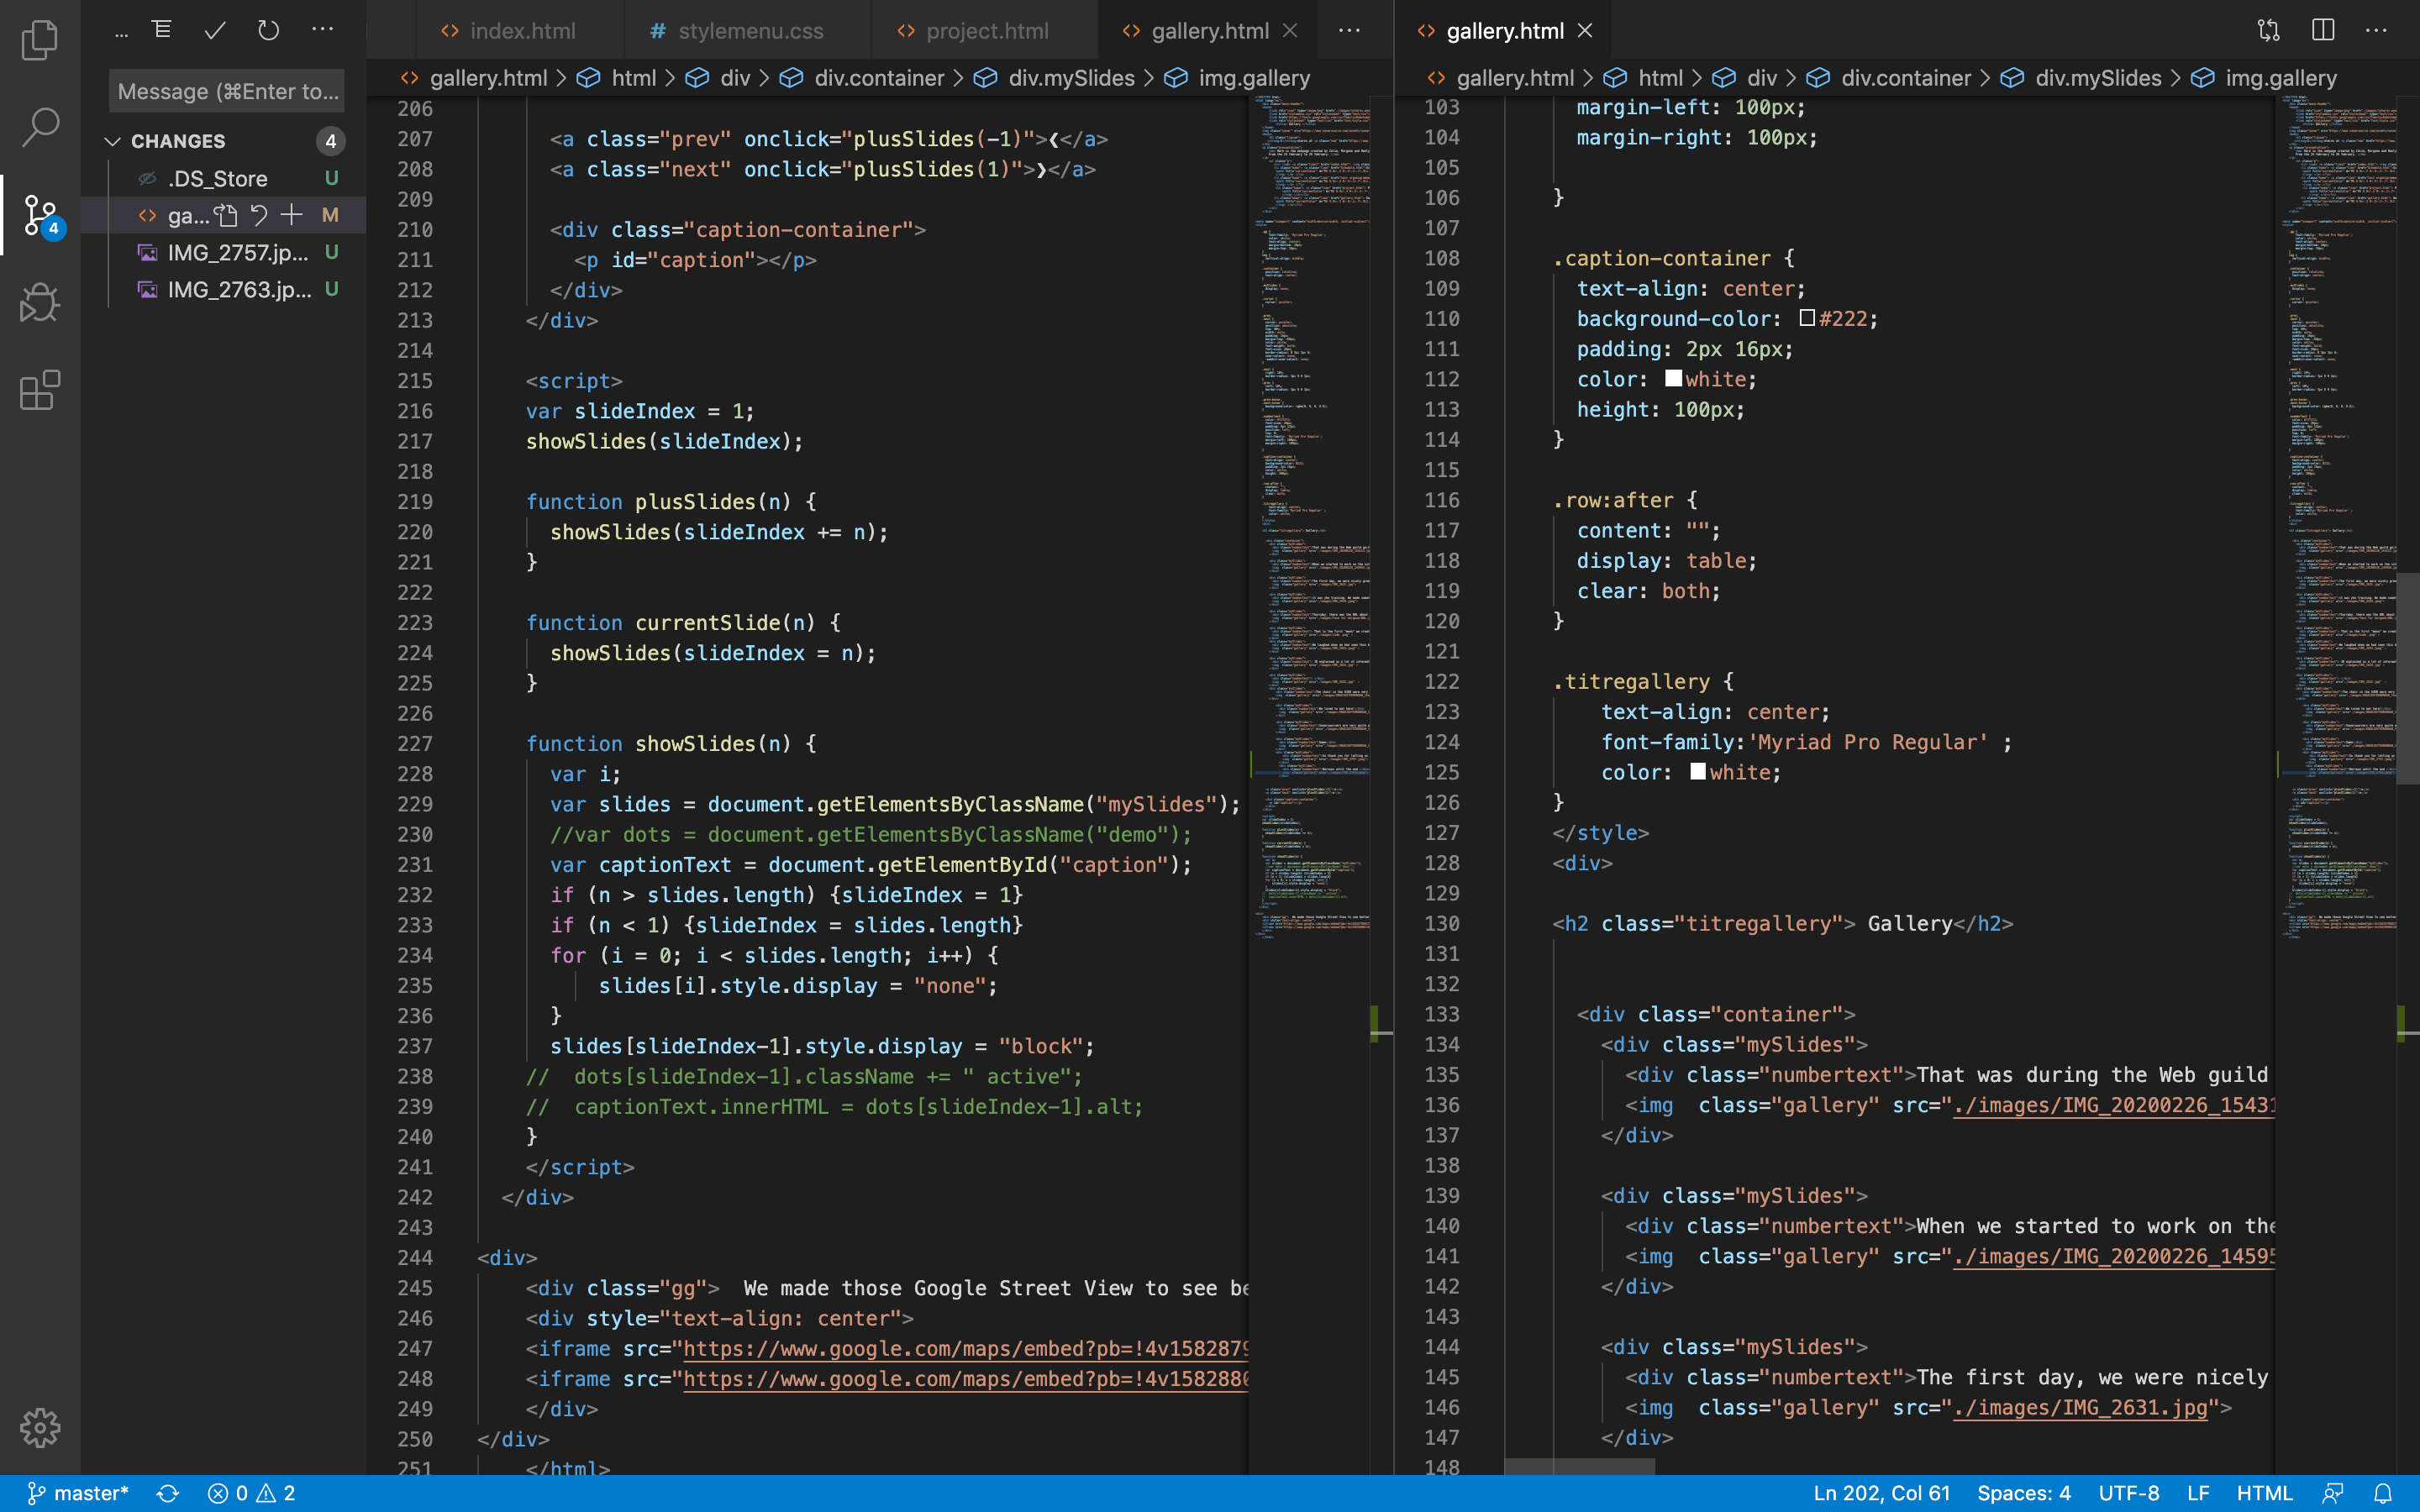 ...
Message (⌘Enter to...
CHANGES 4
.DS_Store U
ga... M
IMG_2757.jp... U
IMG_2763.jp... U
4
index.html
# stylemenu.css
project.html
gallery.html
gallery.html > html > div > div.container > div.mySlides > img.gallery
206
207 <a class="prev" onclick="plusSlides(-1)">❮</a>
208 <a class="next" onclick="plusSlides(1)">❯</a>
209
210 <div class="caption-container">
211 <p id="caption"></p>
212 </div>
213 </div>
214
215 <script>
216 var slideIndex = 1;
217 showSlides(slideIndex);
218
219 function plusSlides(n) {
220 showSlides(slideIndex += n);
221 }
222
223 function currentSlide(n) {
224 showSlides(slideIndex = n);
225 }
226
227 function showSlides(n) {
228 var i;
229 var slides = document.getElementsByClassName("mySlides");
230 //var dots = document.getElementsByClassName("demo");
231 var captionText = document.getElementById("caption");
232 if (n > slides.length) {slideIndex = 1}
233 if (n < 1) {slideIndex = slides.length}
234 for (i = 0; i < slides.length; i++) {
235 slides[i].style.display = "none";
236 }
237 slides[slideIndex-1].style.display = "block";
238 // dots[slideIndex-1].className += " active";
239 // captionText.innerHTML = dots[slideIndex-1].alt;
240 }
241 </script>
242 </div>
243
244 <div>
245 <div class="gg"> We made those Google Street View to see be
246 <div style="text-align: center">
247 <iframe src="https://www.google.com/maps/embed?pb=!4v1582879
248 <iframe src="https://www.google.com/maps/embed?pb=!4v1582880
249 </div>
250 </div>
251 </html>
gallery.html
gallery.html > html > div > div.container > div.mySlides > img.gallery
103 margin-left: 100px;
104 margin-right: 100px;
105
106 }
107
108 .caption-container {
109 text-align: center;
110 background-color: #222;
111 padding: 2px 16px;
112 color: white;
113 height: 100px;
114 }
115
116 .row:after {
117 content: "";
118 display: table;
119 clear: both;
120 }
121
122 .titregallery {
123 text-align: center;
124 font-family:'Myriad Pro Regular' ;
125 color: white;
126 }
127 </style>
128 <div>
129
130 <h2 class="titregallery"> Gallery</h2>
131
132
133 <div class="container">
134 <div class="mySlides">
135 <div class="numbertext">That was during the Web guild
136 <img class="gallery" src="./images/IMG_20200226_15431
137 </div>
138
139 <div class="mySlides">
140 <div class="numbertext">When we started to work on the
141 <img class="gallery" src="./images/IMG_20200226_14595
142 </div>
143
144 <div class="mySlides">
145 <div class="numbertext">The first day, we were nicely
146 <img class="gallery" src="./images/IMG_2631.jpg">
147 </div>
148
master* 0 2
Ln 202, Col 61 Spaces: 4 UTF-8 LF HTML